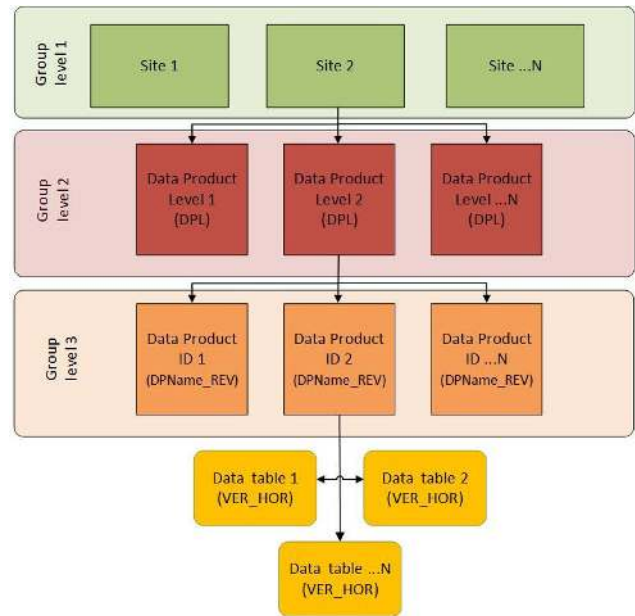 Group
level 1
Site 1
Site 2
Site ...N
Group
level 2
Data Product
Level 1
(DPL)
Data Product
Level 2
(DPL)
Data Product
Level ...N
(DPL)
Group
level 3
Data Product
ID 1
(DPName_REV)
Data Product
ID 2
(DPName_REV)
Data Product
ID ...N
(DPName_REV)
Data table 1
(VER_HOR)
Data table 2
(VER_HOR)
Data table ...N
(VER_HOR)